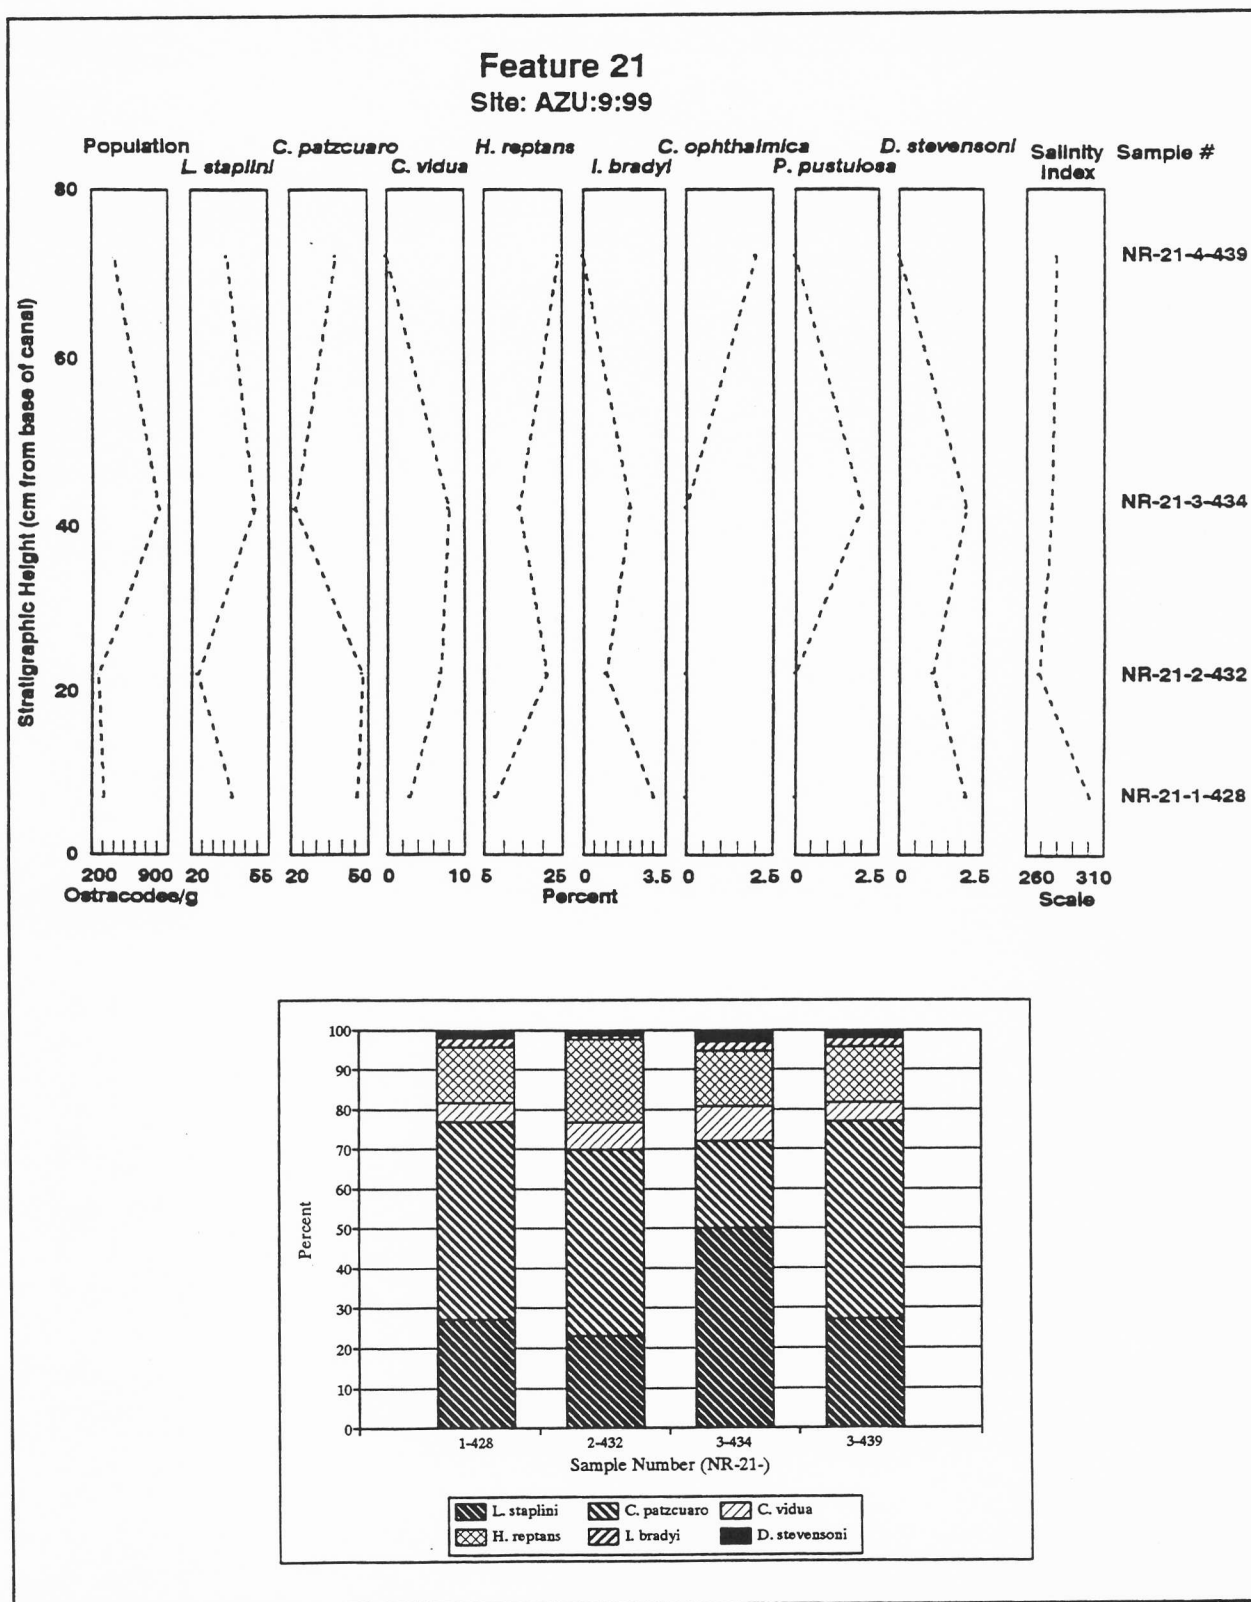 Feature 21
Site: AZU:9:99
Population C. patzcuaro H. reptans C. ophthalmica D. stevensoni Salinity Index Sample #
L. staplini C. vidua I. bradyi P. pustulosa
80
NR-21-4-439
60
NR-21-3-434
40
NR-21-2-432
20
NR-21-1-428
0
Stratigraphic Height (cm from base of canal)
200 900 20 55 20 50 0 10 5 25 0 3.5 0 2.5 0 2.5 0 2.5 260 310
Ostracodes/g Percent Scale
100
90
80
70
60
50
40
30
20
10
0
Percent
1-428 2-432 3-434 3-439
Sample Number (NR-21-)
L. staplini C. patzcuaro C. vidua
H. reptans I. bradyi D. stevensoni